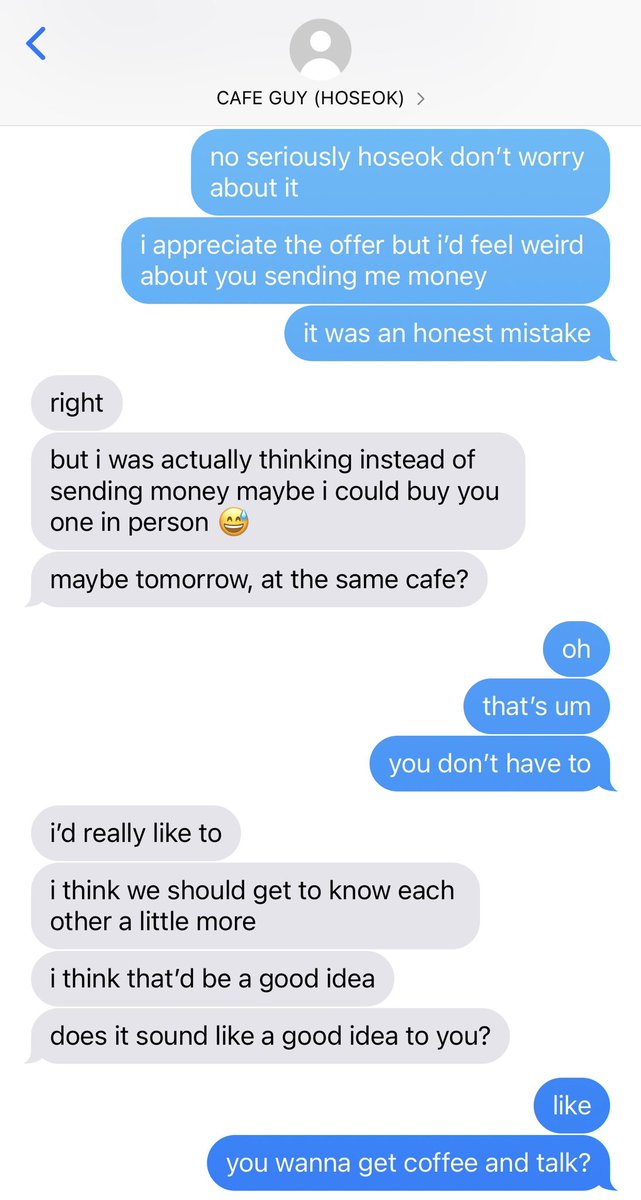 CAFE GUY (HOSEOK) >
no seriously hoseok don't worry
about it
i appreciate the offer but i'd feel weird
about you sending me money
it was an honest mistake
right
but i was actually thinking instead of
sending money maybe i could buy you
one in person 😅
maybe tomorrow, at the same cafe?
oh
that's um
you don't have to
i'd really like to
i think we should get to know each
other a little more
i think that'd be a good idea
does it sound like a good idea to you?
like
you wanna get coffee and talk?